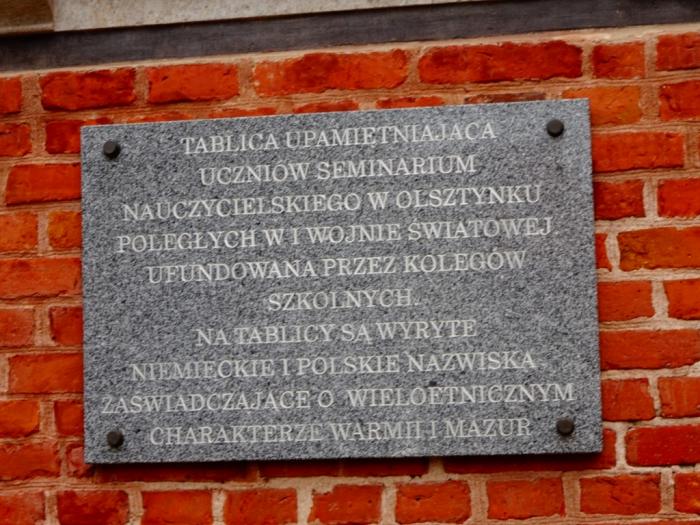 TABLICA UPAMIĘTNIAJĄCA
UCZNIÓW SEMINARIUM
NAUCZYCIELSKIEGO W OLSZTYNKU
POLEGŁYCH W I WOJNIE ŚWIATOWEJ
UFUNDOWANA PRZEZ KOLEGÓW
SZKOLNYCH.
NA TABLICY SĄ WYRYTE
NIEMIECKIE I POLSKIE NAZWISKA
ZAŚWIADCZAJĄCE O WIELOETNICZNYM
CHARAKTERZE WARMII I MAZUR